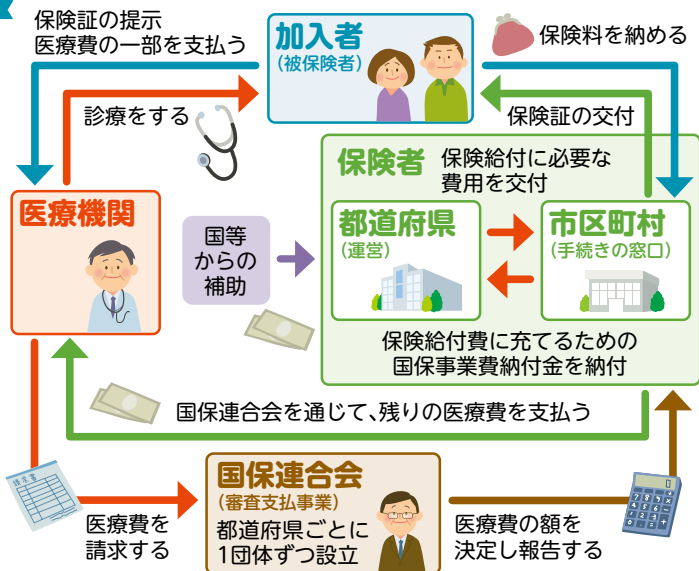 保険証の提示
医療費の一部を支払う
加入者
(被保険者)
保険料を納める
診療をする
保険証の交付
保険者
保険給付に必要な
費用を交付
医療機関
国等
からの
補助
都道府県
(運営)
市区町村
(手続きの窓口)
保険給付費に充てるための
国保事業費納付金を納付
国保連合会を通じて、残りの医療費を支払う
請求書
医療費を
請求する
国保連合会
(審査支払事業)
都道府県ごとに
1団体ずつ設立
医療費の額を
決定し報告する